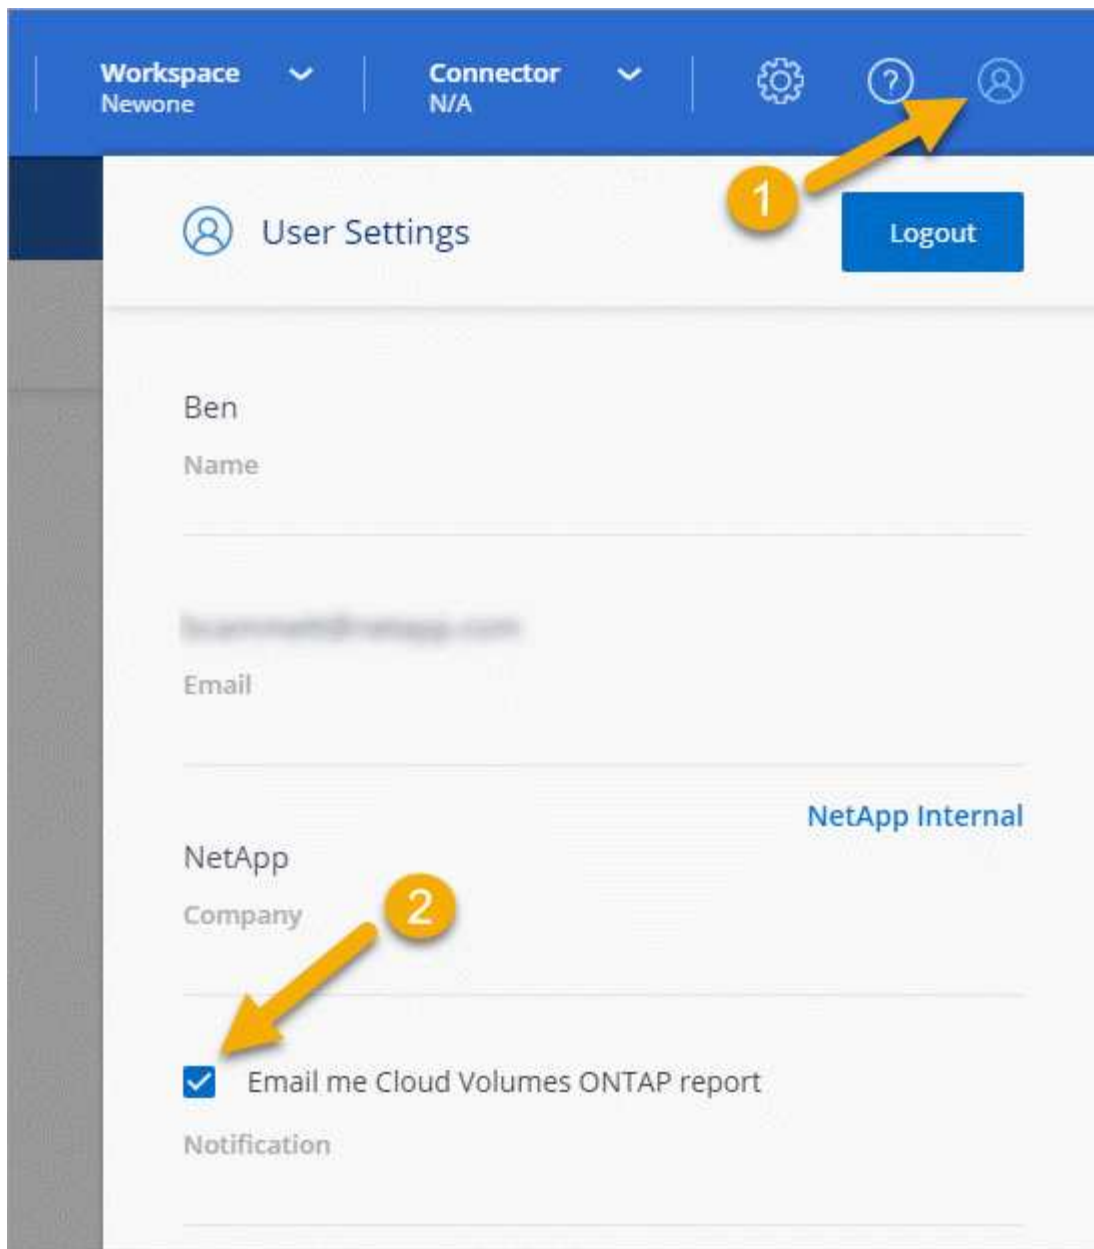 Workspace
Newone
Connector
N/A
1
User Settings
Logout
Ben
Name
Email
NetApp Internal
NetApp
Company
2
Email me Cloud Volumes ONTAP report
Notification